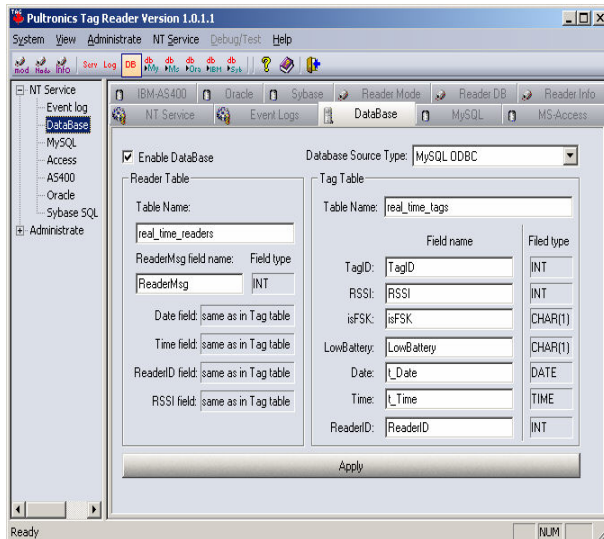 TAG
Pultronics Tag Reader Version 1.0.1.1
System View Administrate NT Service Debug/Test Help
mod Mode Info Serv Log DB db My db Ms db Ora db IBM db Syb ?
NT Service
Event log
DataBase
MySQL
Access
AS400
Oracle
Sybase SQL
Administrate
IBM-AS400 Oracle Sybase Reader Mode Reader DB Reader Info
NT Service Event Logs DataBase MySQL MS-Access
Enable DataBase
Database Source Type: MySQL ODBC
Reader Table
Table Name:
real_time_readers
ReaderMsg field name: Field type
ReaderMsg INT
Date field: same as in Tag table
Time field: same as in Tag table
ReaderID field: same as in Tag table
RSSI field: same as in Tag table
Tag Table
Table Name: real_time_tags
Field name Filed type
TagID: TagID INT
RSSI: RSSI INT
isFSK: isFSK CHAR(1)
LowBattery: LowBattery CHAR(1)
Date: t_Date DATE
Time: t_Time TIME
ReaderID: ReaderID INT
Apply
Ready NUM